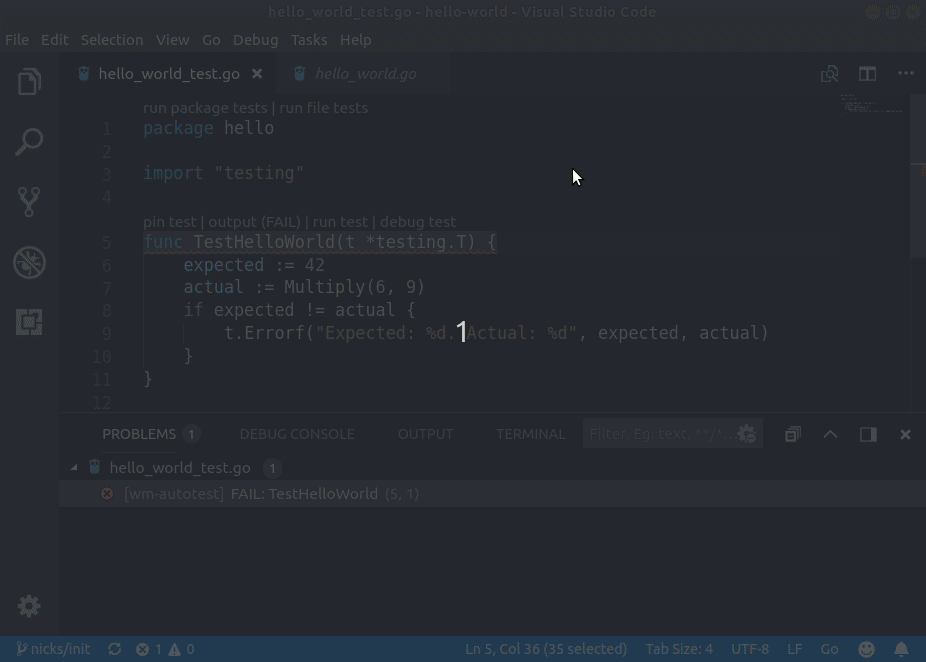 hello_world_test.go - hello-world - Visual Studio Code
File Edit Selection View Go Debug Tasks Help
hello_world_test.go hello_world.go
run package tests | run file tests
1 package hello
2
3 import "testing"
4
pin test | output (FAIL) | run test | debug test
5 func TestHelloWorld(t *testing.T) {
6 expected := 42
7 actual := Multiply(6, 9)
8 if expected != actual {
9 t.Errorf("Expected: %d. Actual: %d", expected, actual)
1
10 }
11 }
12
PROBLEMS 1 DEBUG CONSOLE OUTPUT TERMINAL Filter. Eg: text, **/*...
hello_world_test.go 1
[wm-autotest] FAIL: TestHelloWorld (5, 1)
nicks/init 1 0 Ln 5, Col 36 (35 selected) Tab Size: 4 UTF-8 LF Go